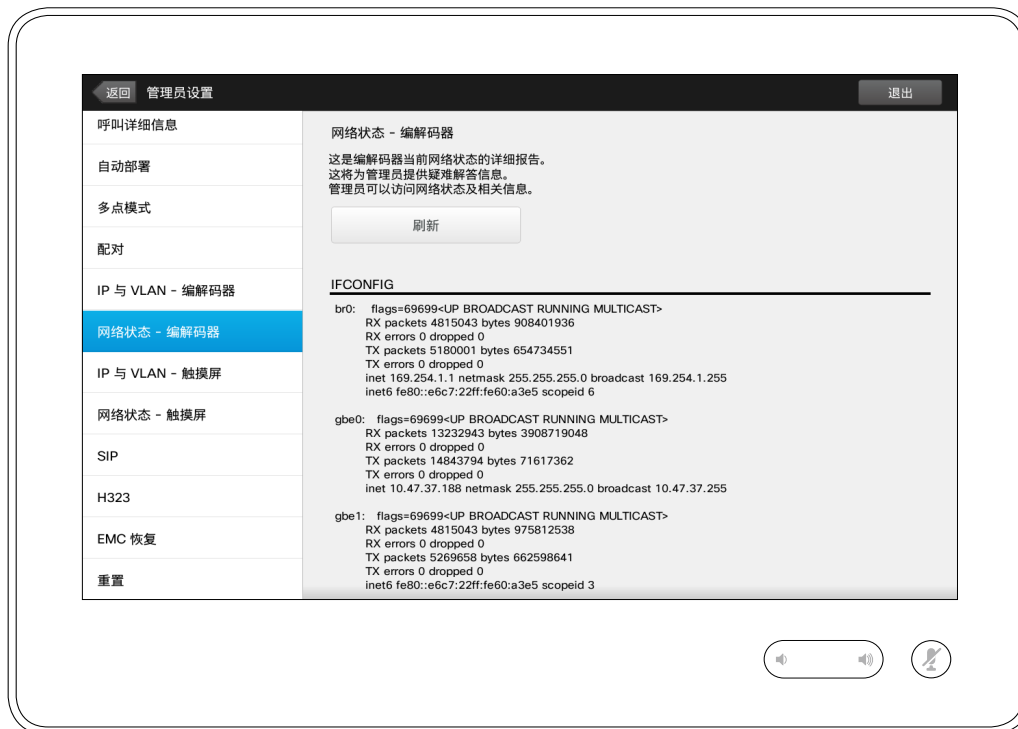 返回 管理员设置 退出
呼叫详细信息
自动部署
多点模式
配对
IP 与 VLAN - 编解码器
网络状态 - 编解码器
IP 与 VLAN - 触摸屏
网络状态 - 触摸屏
SIP
H323
EMC 恢复
重置
网络状态 - 编解码器
这是编解码器当前网络状态的详细报告。
这将为管理员提供疑难解答信息。
管理员可以访问网络状态及相关信息。
刷新
IFCONFIG
br0: flags=69699<UP BROADCAST RUNNING MULTICAST>
RX packets 4815043 bytes 908401936
RX errors 0 dropped 0
TX packets 5180001 bytes 654734551
TX errors 0 dropped 0
inet 169.254.1.1 netmask 255.255.255.0 broadcast 169.254.1.255
inet6 fe80::e6c7:22ff:fe60:a3e5 scopeid 6
gbe0: flags=69699<UP BROADCAST RUNNING MULTICAST>
RX packets 13232943 bytes 3908719048
RX errors 0 dropped 0
TX packets 14843794 bytes 71617362
TX errors 0 dropped 0
inet 10.47.37.188 netmask 255.255.255.0 broadcast 10.47.37.255
gbe1: flags=69699<UP BROADCAST RUNNING MULTICAST>
RX packets 4815043 bytes 975812538
RX errors 0 dropped 0
TX packets 5269658 bytes 662598641
TX errors 0 dropped 0
inet6 fe80::e6c7:22ff:fe60:a3e5 scopeid 3